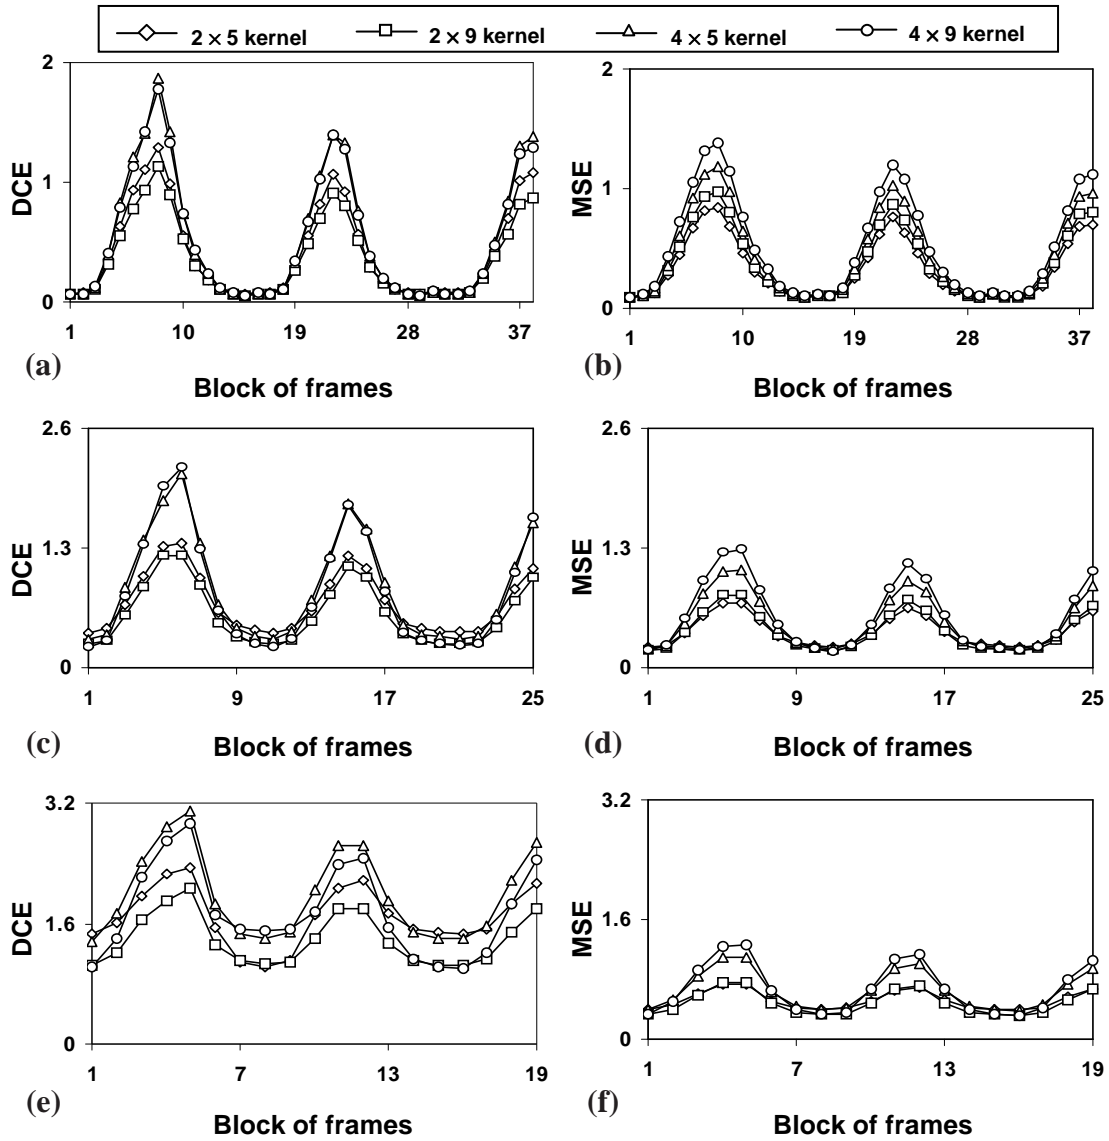 2 × 5 kernel 2 × 9 kernel 4 × 5 kernel 4 × 9 kernel
2
1
0
DCE
1 10 19 28 37
(a)
Block of frames
2
1
0
MSE
1 10 19 28 37
(b)
Block of frames
2.6
1.3
0
DCE
1 9 17 25
(c)
Block of frames
2.6
1.3
0
MSE
1 9 17 25
(d)
Block of frames
3.2
1.6
0
DCE
1 7 13 19
(e)
Block of frames
3.2
1.6
0
MSE
1 7 13 19
(f)
Block of frames